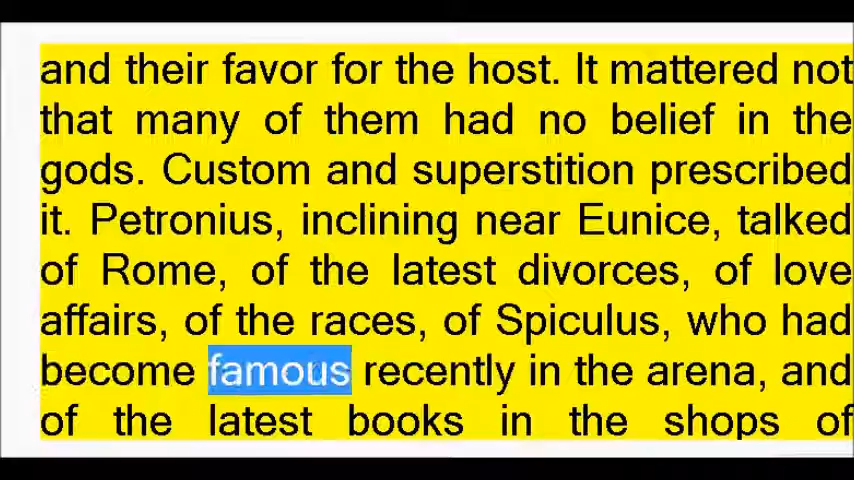 and their favor for the host. It mattered not
that many of them had no belief in the
gods. Custom and superstition prescribed
it. Petronius, inclining near Eunice, talked
of Rome, of the latest divorces, of love
affairs, of the races, of Spiculus, who had
become famous recently in the arena, and
of the latest books in the shops of